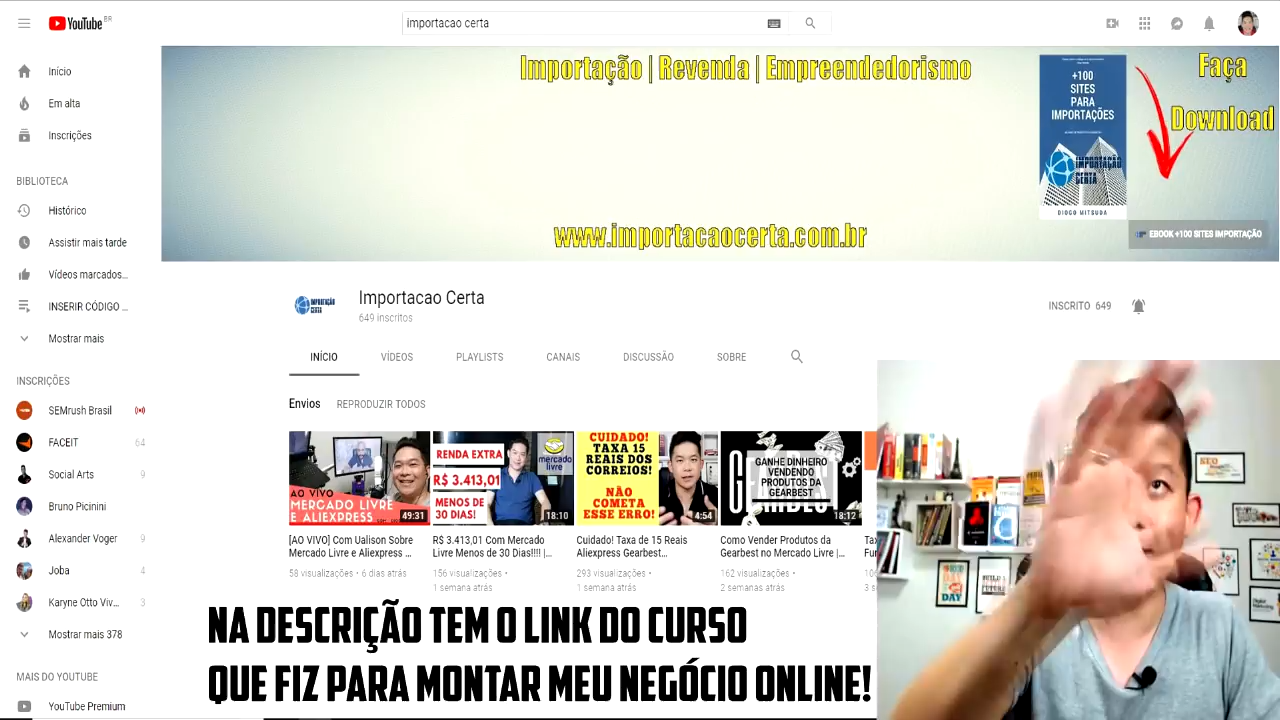 YouTube BR
importacao certa
Importação | Revenda | Empreendedorismo
www.importacaocerta.com.br
+100
SITES
PARA
IMPORTAÇÕES
IMPORTAÇÃO
CERTA
DIOGO MITSUDA
Faça
Download
EBOOK +100 SITES IMPORTAÇÃO
Início
Em alta
Inscrições
BIBLIOTECA
Histórico
Assistir mais tarde
Vídeos marcados...
INSERIR CÓDIGO ...
Mostrar mais
INSCRIÇÕES
SEMrush Brasil
FACEIT 64
Social Arts 9
Bruno Picinini
Alexander Voger 9
Joba 4
Karyne Otto Viv... 3
Mostrar mais 378
MAIS DO YOUTUBE
YouTube Premium
IMPORTAÇÃO
CERTA
Importacao Certa
649 inscritos
INSCRITO 649
INÍCIO VÍDEOS PLAYLISTS CANAIS DISCUSSÃO SOBRE
Envios REPRODUZIR TODOS
AO VIVO
MERCADO LIVRE
E ALIEXPRESS
49:31
[AO VIVO] Com Ualison Sobre
Mercado Livre e Aliexpress ...
58 visualizações • 6 dias atrás
RENDA EXTRA
R$ 3.413,01
MENOS DE
30 DIAS!
mercado
livre
18:10
R$ 3.413,01 Com Mercado
Livre Menos de 30 Dias!!!! |...
156 visualizações •
1 semana atrás
CUIDADO!
TAXA 15
REAIS DOS
CORREIOS!
NÃO
COMETA
ESSE ERRO!
4:54
Cuidado! Taxa de 15 Reais
Aliexpress Gearbest...
293 visualizações •
1 semana atrás
GANHE DINHEIRO
VENDENDO
PRODUTOS DA
GEARBEST
18:12
Como Vender Produtos da
Gearbest no Mercado Livre |...
162 visualizações •
2 semanas atrás
NA DESCRIÇÃO TEM O LINK DO CURSO
QUE FIZ PARA MONTAR MEU NEGÓCIO ONLINE!
SEO
GOOD
DAY